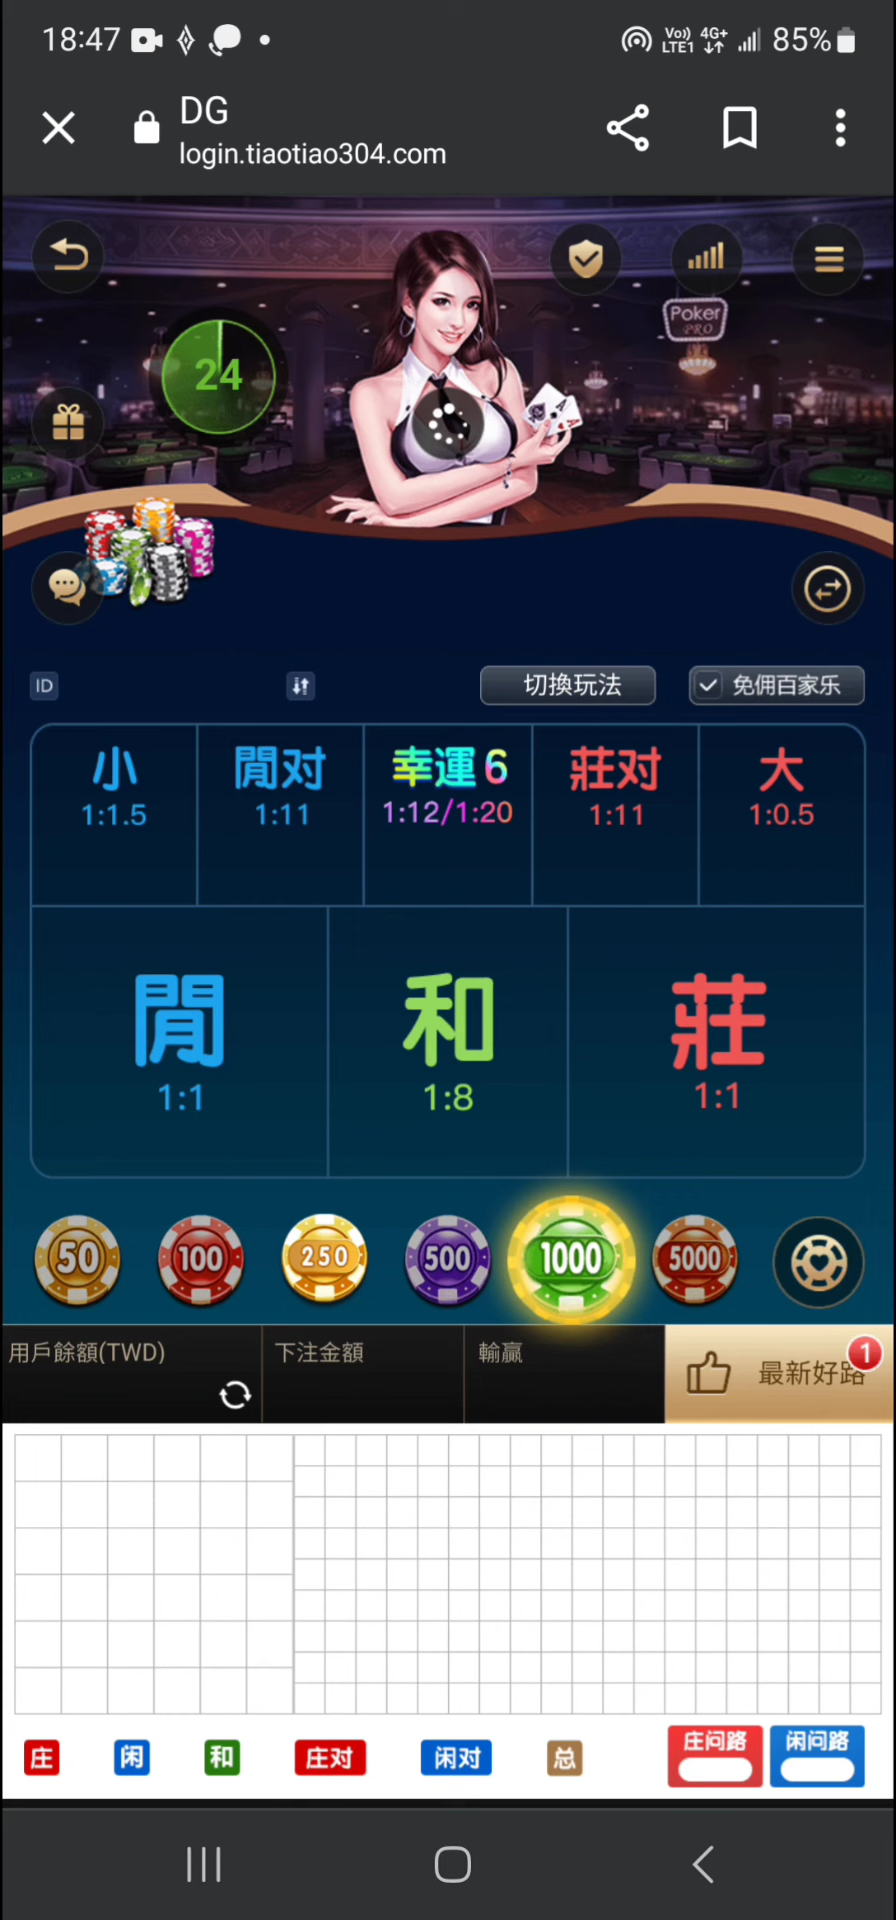 18:47
Vo)) LTE1 4G+ 85%
DG
login.tiaotiao304.com
Poker
PRO
24
ID
切換玩法
免佣百家乐
小 閒对 幸運6 莊对 大
1:1.5 1:11 1:12/1:20 1:11 1:0.5
閒 和 莊
1:1 1:8 1:1
50 100 250 500 1000 5000
用戶餘額(TWD) 下注金額 輸贏 最新好路 1
庄 闲 和 庄对 闲对 总 庄问路 闲问路